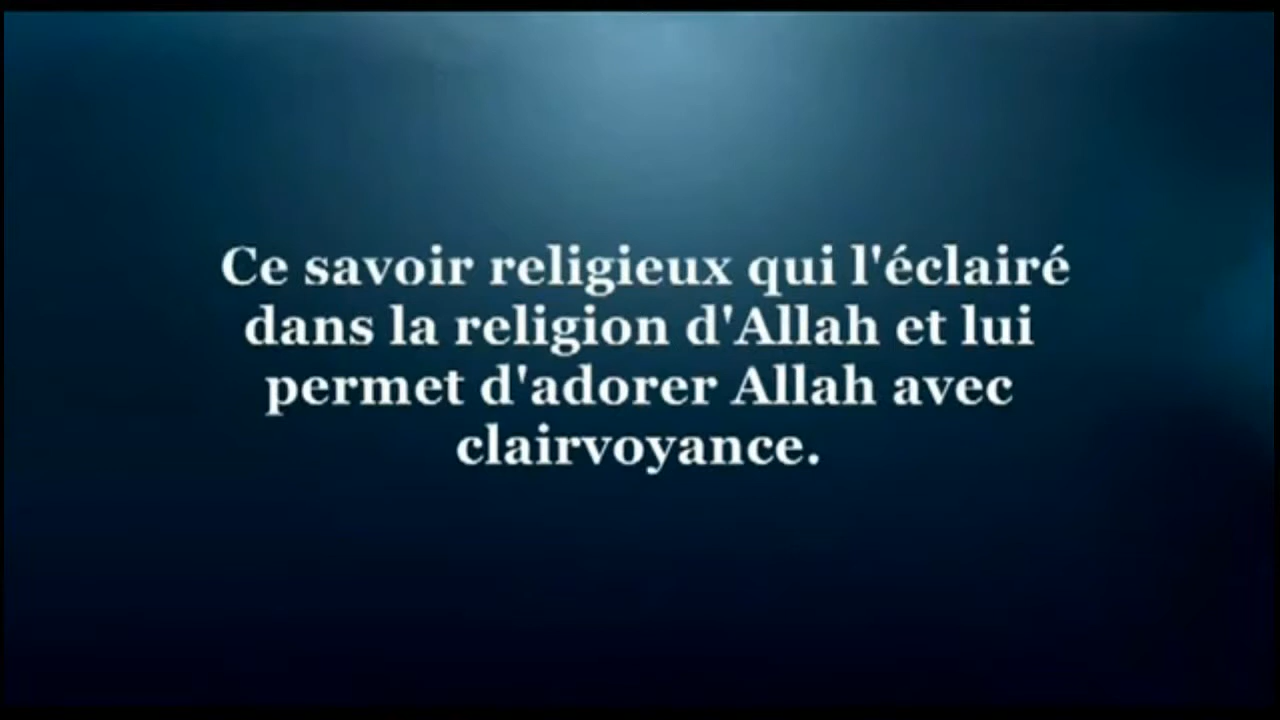 Ce savoir religieux qui l'éclairé
dans la religion d'Allah et lui
permet d'adorer Allah avec
clairvoyance.